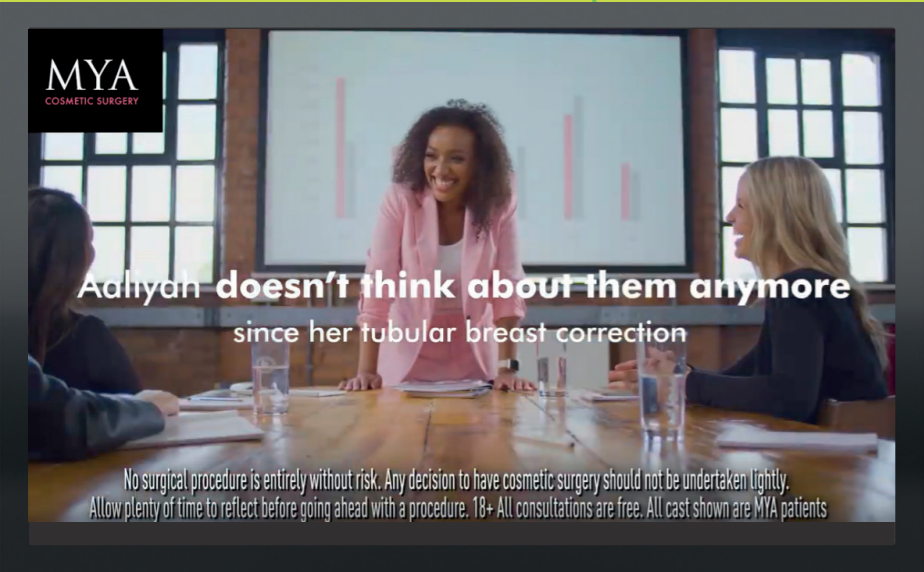 MYA
COSMETIC SURGERY
Aaliyah doesn't think about them anymore
since her tubular breast correction
No surgical procedure is entirely without risk. Any decision to have cosmetic surgery should not be undertaken lightly.
Allow plenty of time to reflect before going ahead with a procedure. 18+ All consultations are free. All cast shown are MYA patients